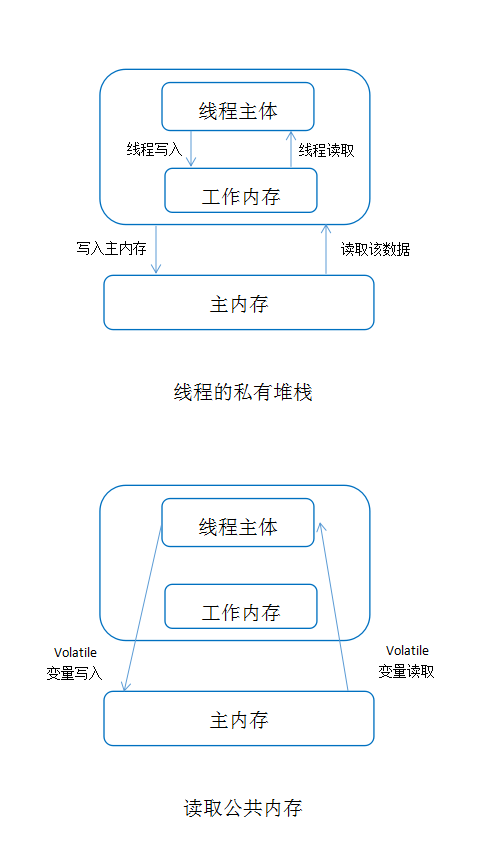 线程主体
线程写入
线程读取
工作内存
写入主内存
读取该数据
主内存
线程的私有堆栈
线程主体
工作内存
Volatile
变量写入
Volatile
变量读取
主内存
读取公共内存